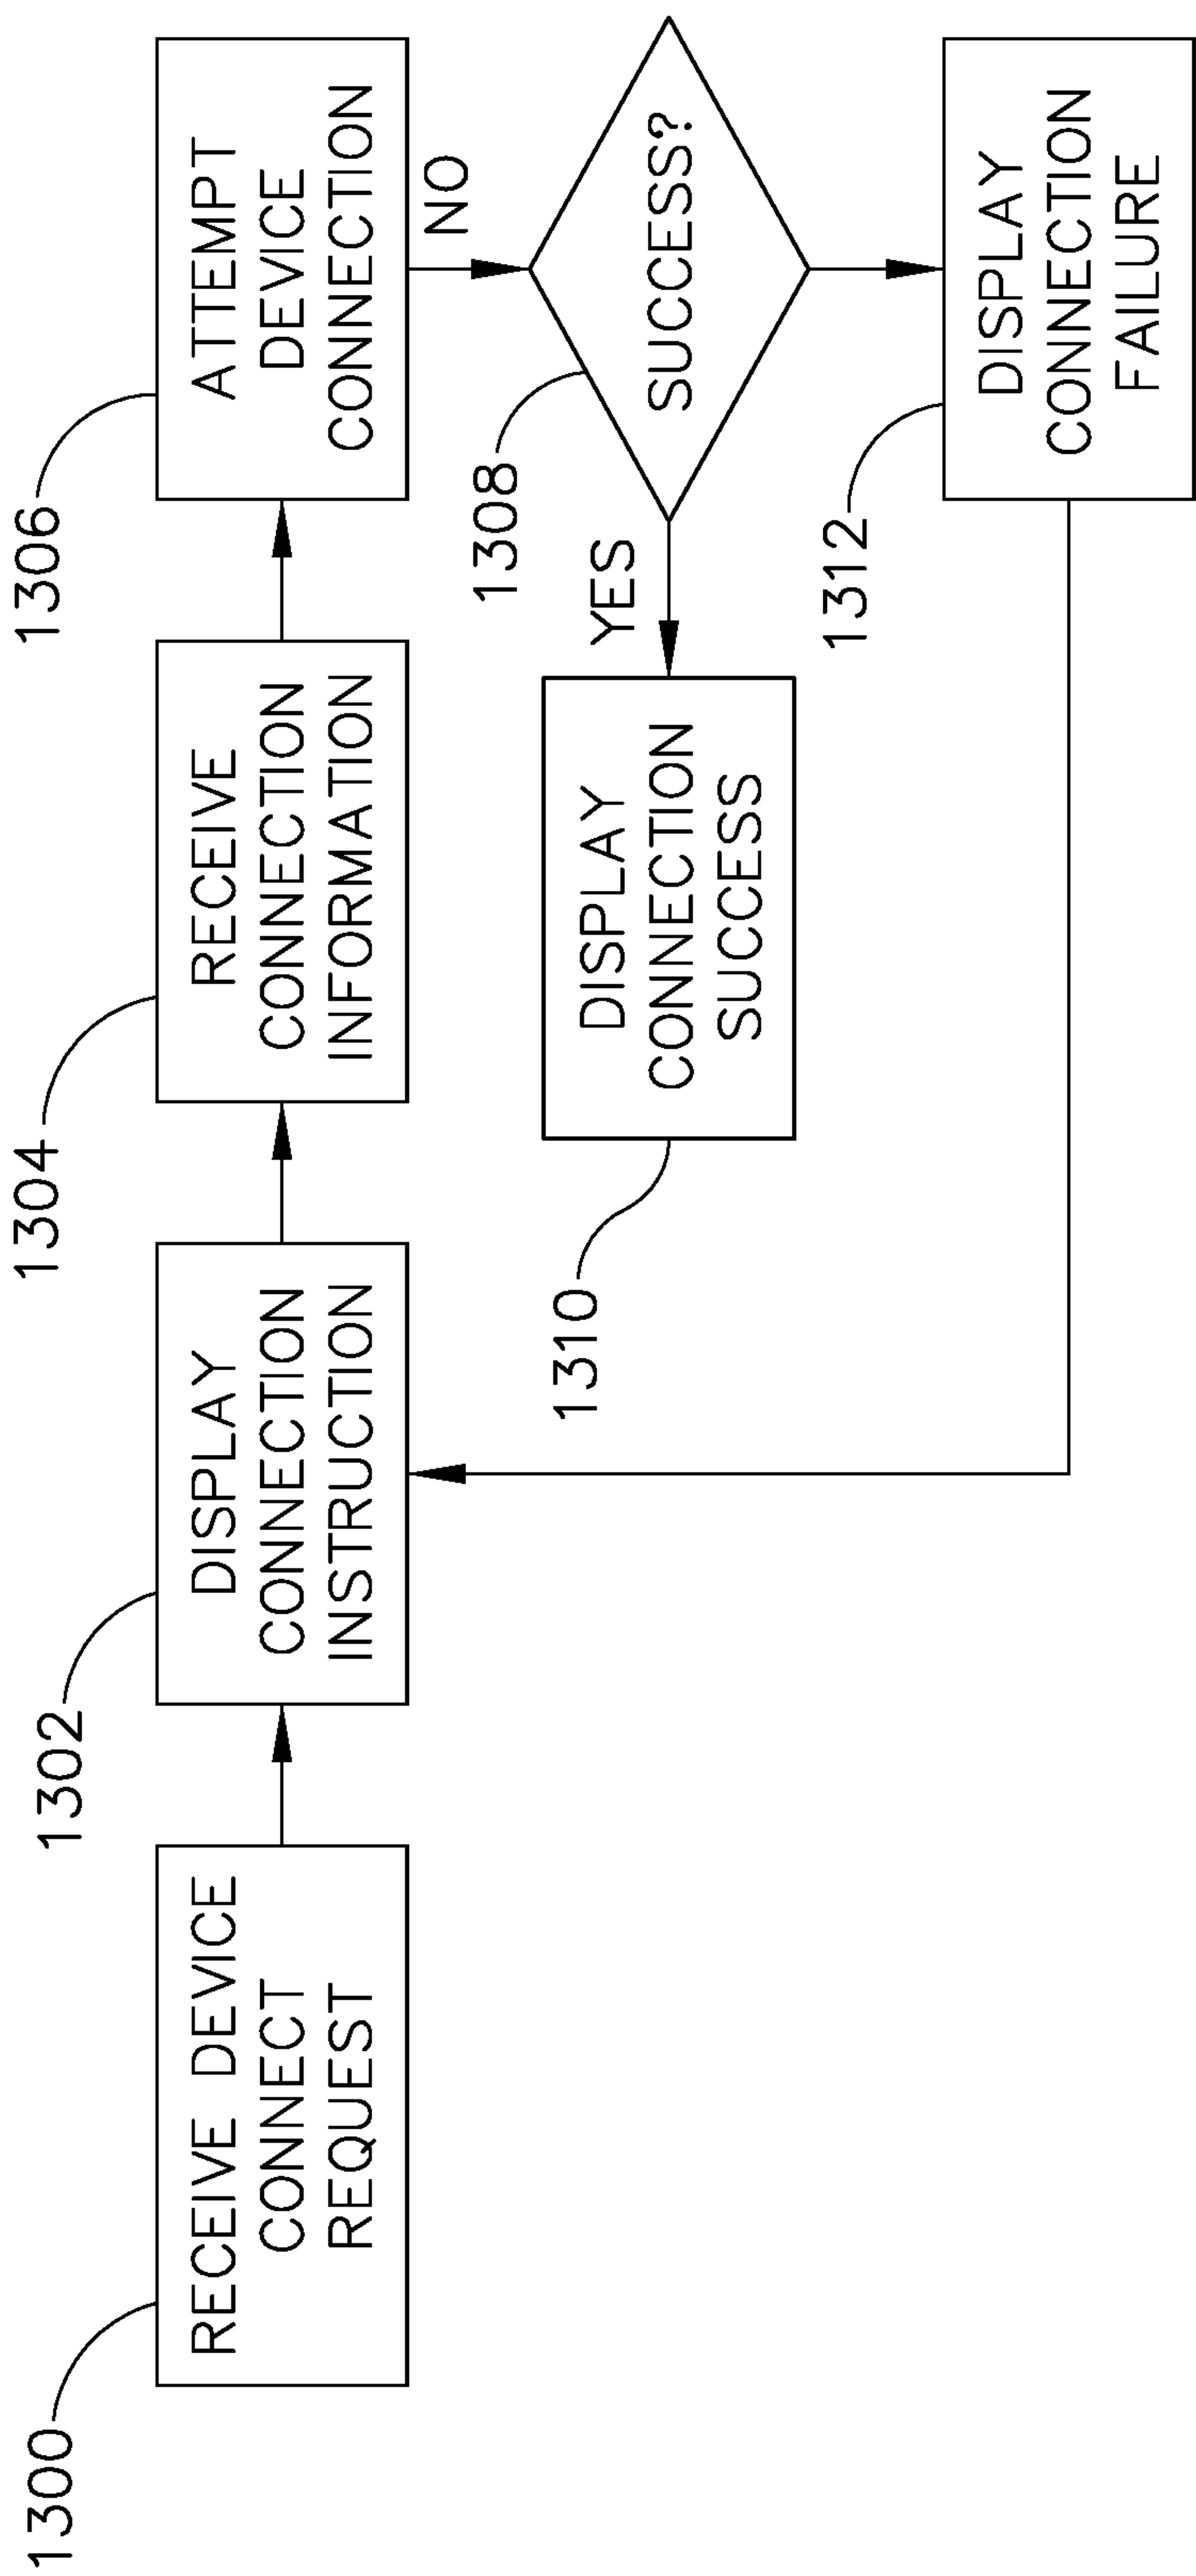 1300
RECEIVE DEVICE
CONNECT
REQUEST
1302
DISPLAY
CONNECTION
INSTRUCTION
1304
RECEIVE
CONNECTION
INFORMATION
1306
ATTEMPT
DEVICE
CONNECTION
NO
1308
SUCCESS?
YES
1310
DISPLAY
CONNECTION
SUCCESS
1312
DISPLAY
CONNECTION
FAILURE